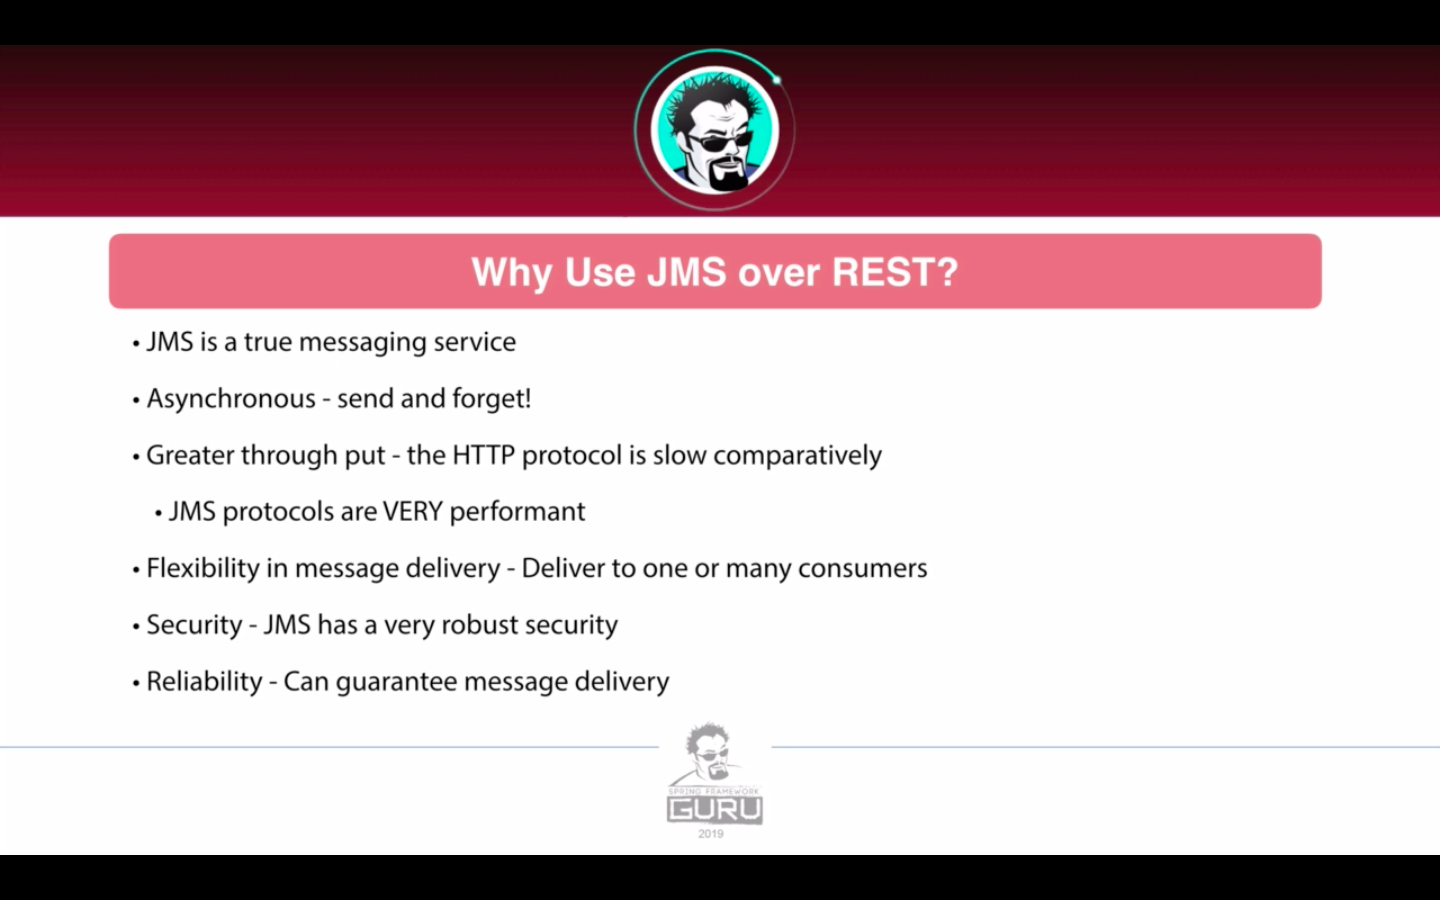 Why Use JMS over REST?
• JMS is a true messaging service
• Asynchronous - send and forget!
• Greater through put - the HTTP protocol is slow comparatively
• JMS protocols are VERY performant
• Flexibility in message delivery - Deliver to one or many consumers
• Security - JMS has a very robust security
• Reliability - Can guarantee message delivery
SPRING FRAMEWORK
GURU
2019